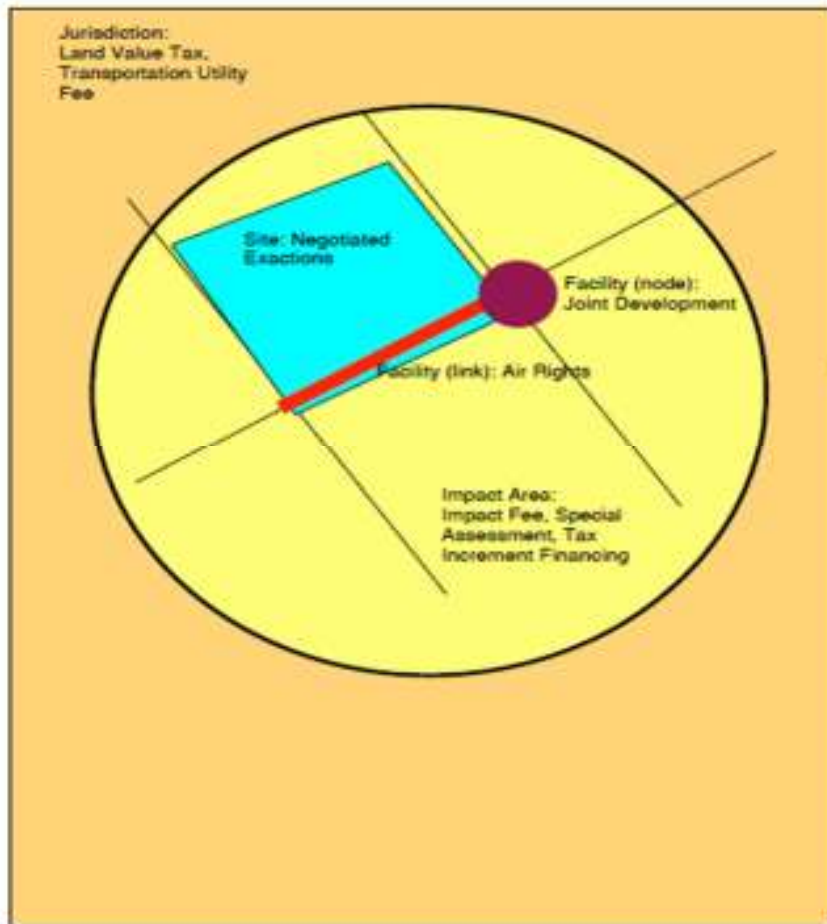 Jurisdiction:
Land Value Tax,
Transportation Utility
Fee
Site: Negotiated
Exactions
Facility (node):
Joint Development
Facility (link): Air Rights
Impact Area:
Impact Fee, Special
Assessment, Tax
Increment Financing